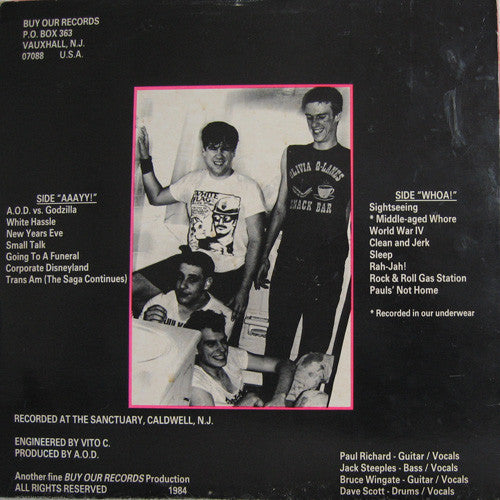 BUY OUR RECORDS
P.O. BOX 363
VAUXHALL, N.J.
07088 U.S.A.
SIDE "AAAYY!"
A.O.D. vs. Godzilla
White Hassle
New Years Eve
Small Talk
Going To A Funeral
Corporate Disneyland
Trans Am (The Saga Continues)
OLIVIA B-LANES
SNACK BAR
WHITE
SIDE "WHOA!"
Sightseeing
* Middle-aged Whore
World War IV
Clean and Jerk
Sleep
Rah-Jah!
Rock & Roll Gas Station
Pauls' Not Home
* Recorded in our underwear
RECORDED AT THE SANCTUARY, CALDWELL, N.J.
ENGINEERED BY VITO C.
PRODUCED BY A.O.D.
Another fine BUY OUR RECORDS Production
ALL RIGHTS RESERVED 1984
Paul Richard - Guitar / Vocals
Jack Steeples - Bass / Vocals
Bruce Wingate - Guitar / Vocals
Dave Scott - Drums / Vocals